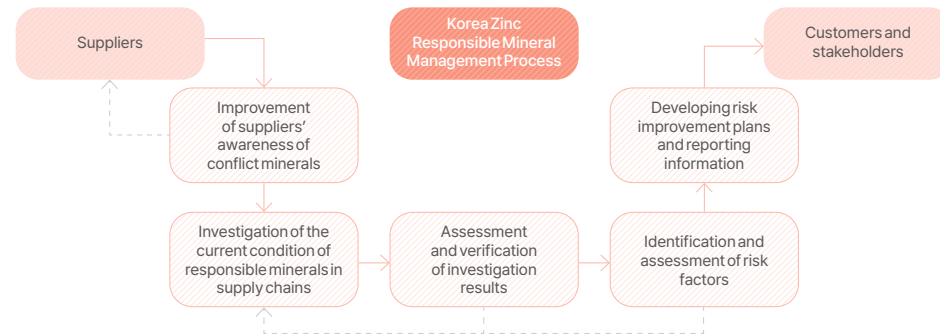 Suppliers
Korea Zinc
Responsible Mineral
Management Process
Customers and
stakeholders
Improvement
of suppliers'
awareness of
conflict minerals
Developing risk
improvement plans
and reporting
information
Investigation of the
current condition of
responsible minerals in
supply chains
Assessment
and verification
of investigation
results
Identification and
assessment of risk
factors